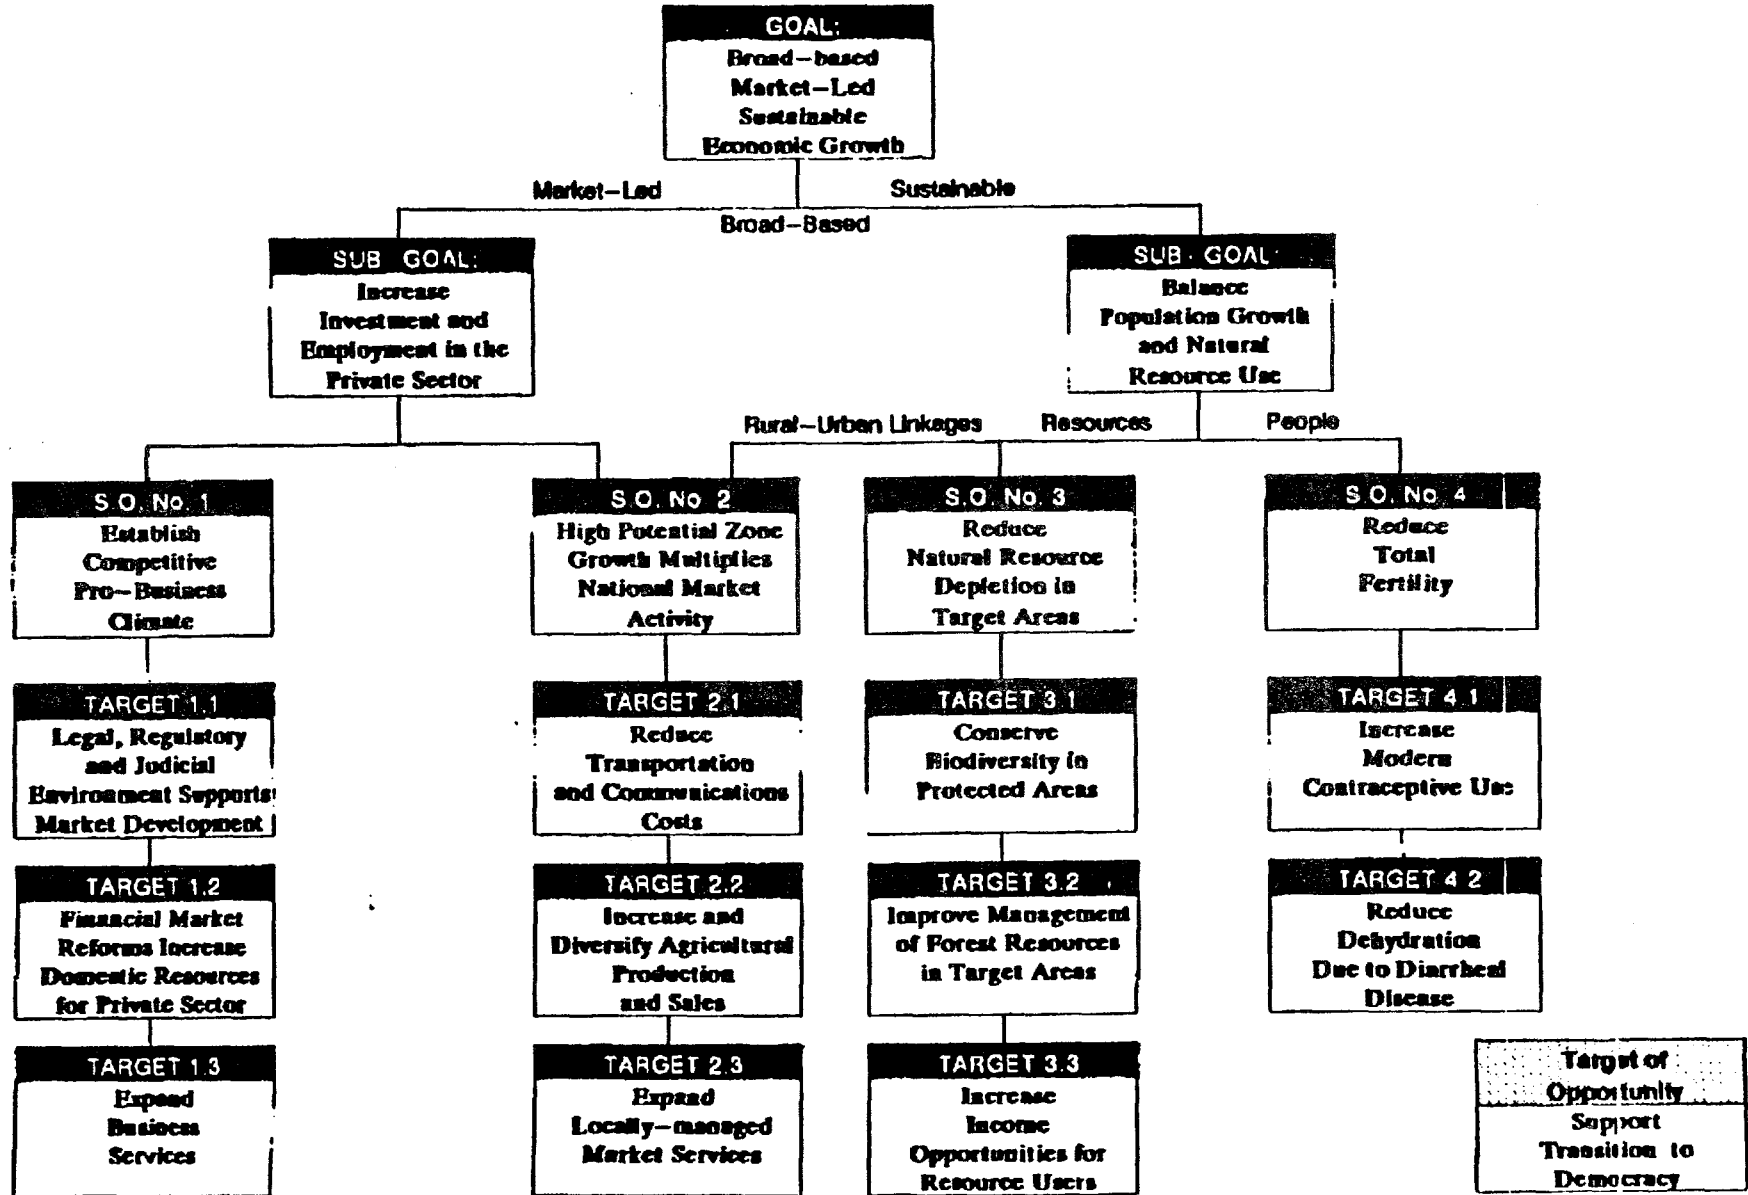 GOAL:
Broad-based
Market-Led
Sustainable
Economic Growth
Market-Led
Sustainable
Broad-Based
SUB GOAL:
Increase
Investment and
Employment in the
Private Sector
SUB - GOAL:
Balance
Population Growth
and Natural
Resource Use
Rural-Urban Linkages
Resources
People
S.O. No. 1
Establish
Competitive
Pro-Business
Climate
S.O. No. 2
High Potential Zone
Growth Multiplies
National Market
Activity
S.O. No. 3
Reduce
Natural Resource
Depletion in
Target Areas
S.O. No. 4
Reduce
Total
Fertility
TARGET 1.1
Legal, Regulatory
and Judicial
Environment Supports
Market Development
TARGET 2.1
Reduce
Transportation
and Communications
Costs
TARGET 3.1
Conserve
Biodiversity in
Protected Areas
TARGET 4.1
Increase
Modern
Contraceptive Use
TARGET 1.2
Financial Market
Reforms Increase
Domestic Resources
for Private Sector
TARGET 2.2
Increase and
Diversify Agricultural
Production
and Sales
TARGET 3.2
Improve Management
of Forest Resources
in Target Areas
TARGET 4.2
Reduce
Dehydration
Due to Diarrheal
Disease
TARGET 1.3
Expand
Business
Services
TARGET 2.3
Expand
Locally-managed
Market Services
TARGET 3.3
Increase
Income
Opportunities for
Resource Users
Target of
Opportunity
Support
Transition to
Democracy